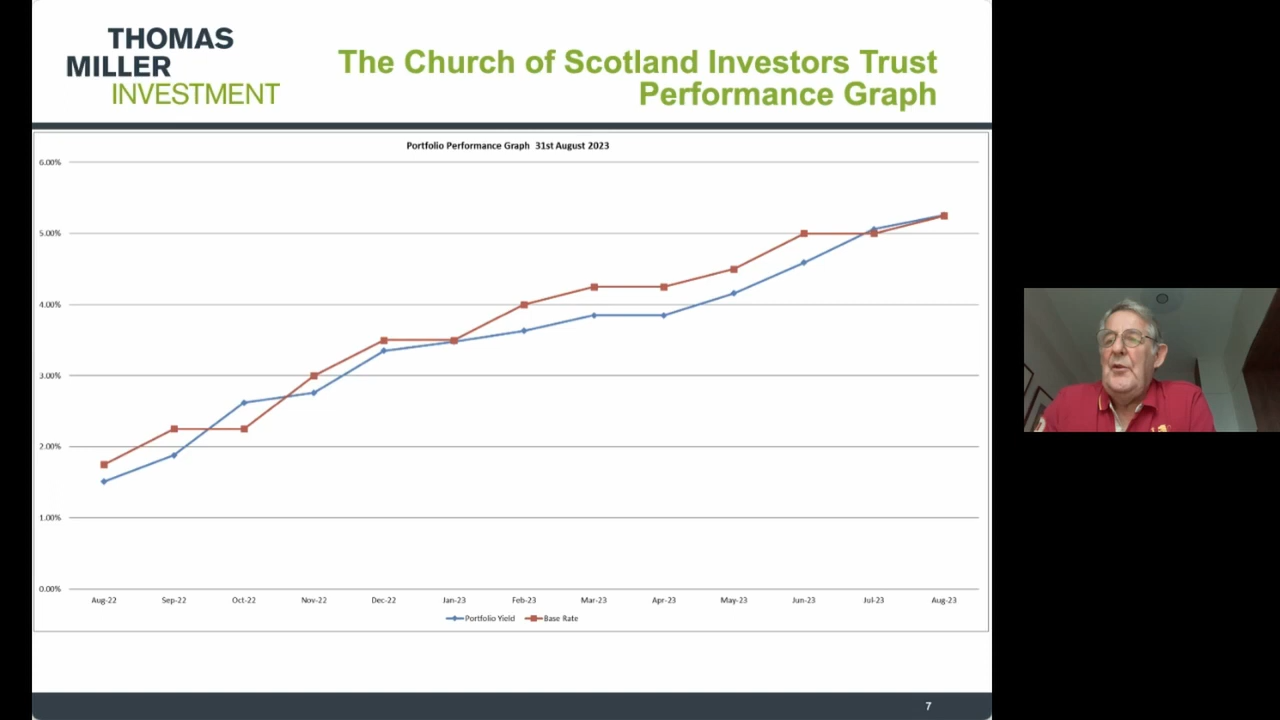 THOMAS
MILLER
INVESTMENT
The Church of Scotland Investors Trust
Performance Graph
Portfolio Performance Graph 31st August 2023
6.00%
5.00%
4.00%
3.00%
2.00%
1.00%
0.00%
Aug-22 Sep-22 Oct-22 Nov-22 Dec-22 Jan-23 Feb-23 Mar-23 Apr-23 May-23 Jun-23 Jul-23 Aug-23
Portfolio Yield Base Rate
7